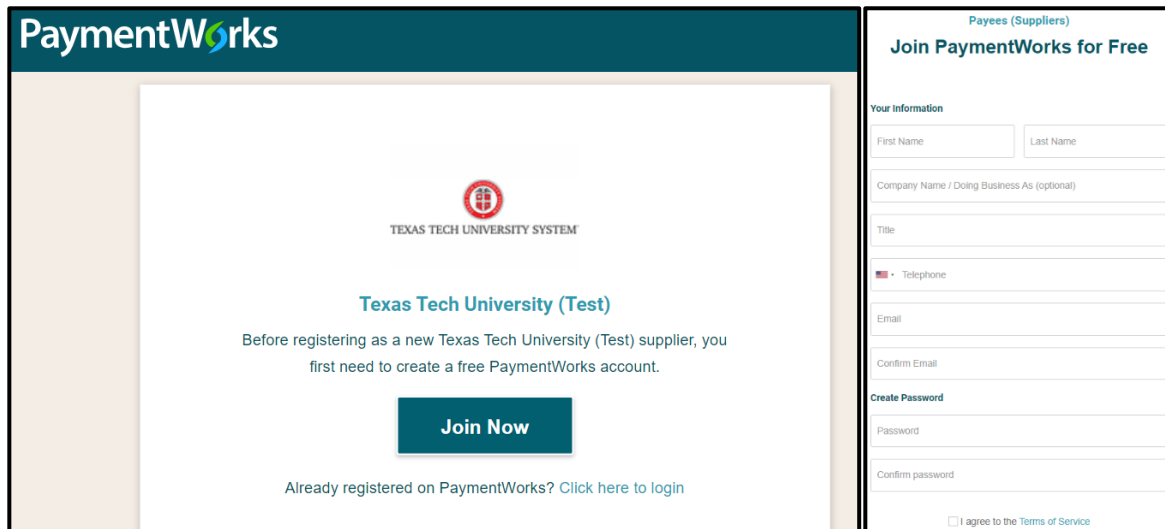 PaymentWorks
TEXAS TECH UNIVERSITY SYSTEM
Texas Tech University (Test)
Before registering as a new Texas Tech University (Test) supplier, you
first need to create a free PaymentWorks account.
Join Now
Already registered on PaymentWorks? Click here to login
Payees (Suppliers)
Join PaymentWorks for Free
Your Information
First Name
Last Name
Company Name / Doing Business As (optional)
Title
Telephone
Email
Confirm Email
Create Password
Password
Confirm password
I agree to the Terms of Service